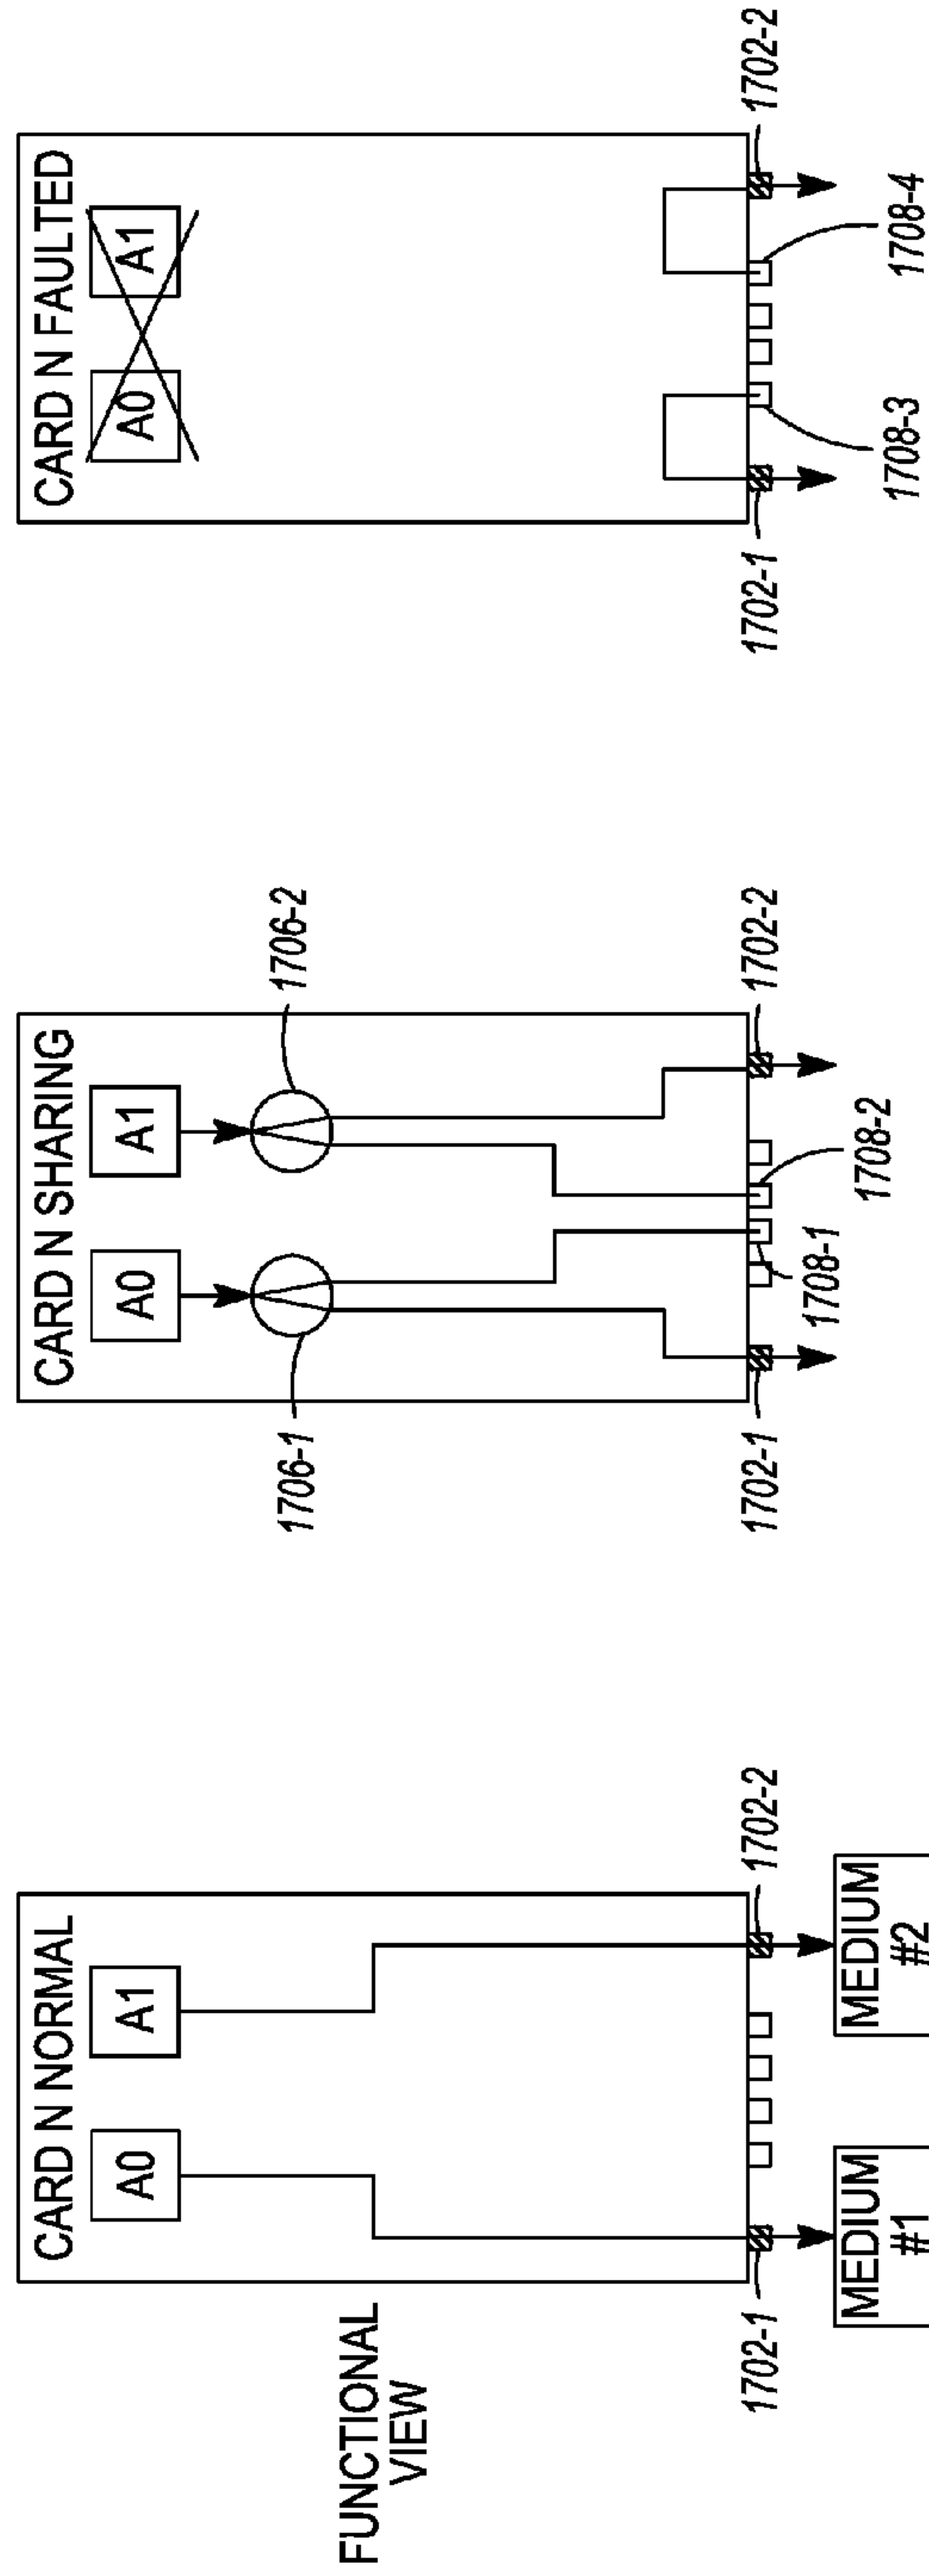 FUNCTIONAL
VIEW
CARD N NORMAL
A0
A1
1702-1
1702-2
MEDIUM
#1
MEDIUM
#2
CARD N SHARING
A0
A1
1706-1
1706-2
1702-1
1708-1
1708-2
1702-2
CARD N FAULTED
A0
A1
1702-1
1708-3
1708-4
1702-2